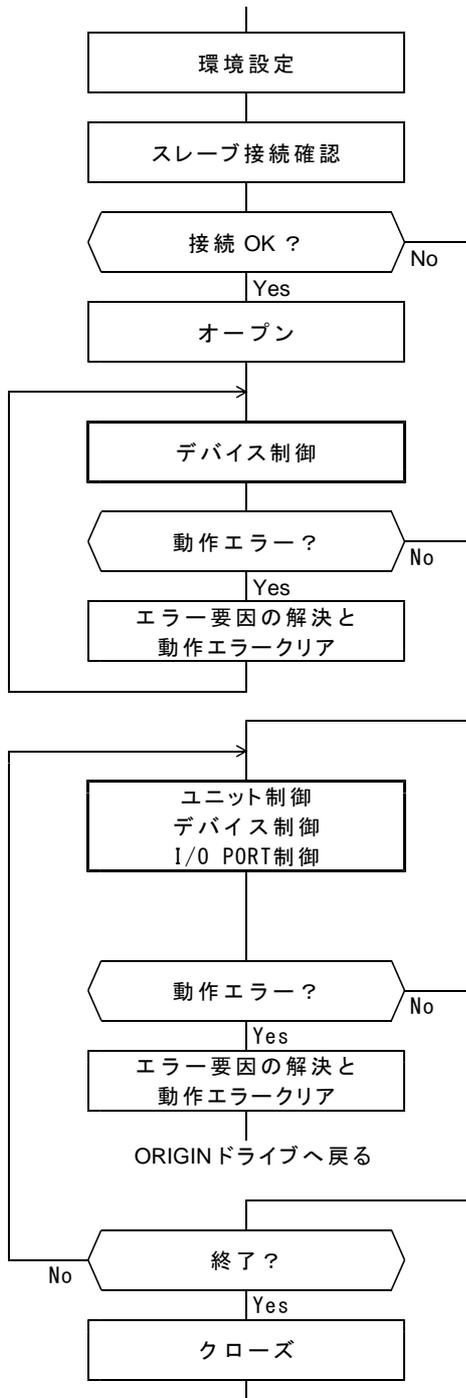 環境設定
スレーブ接続確認
接続 OK ?
No
Yes
オープン
デバイス制御
動作エラー?
No
Yes
エラー要因の解決と
動作エラークリア
ユニット制御
デバイス制御
I/O PORT制御
動作エラー?
No
Yes
エラー要因の解決と
動作エラークリア
ORIGINドライブへ戻る
終了?
No
Yes
クローズ